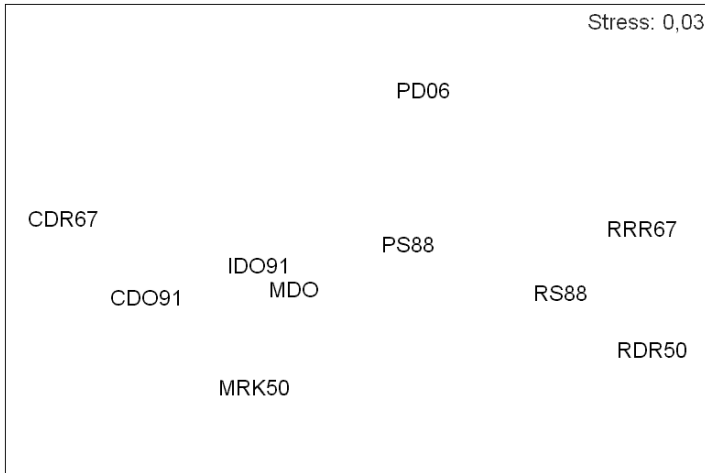 Stress: 0,03
PD06
CDR67
RRR67
PS88
IDO91
MDO
RS88
CDO91
RDR50
MRK50